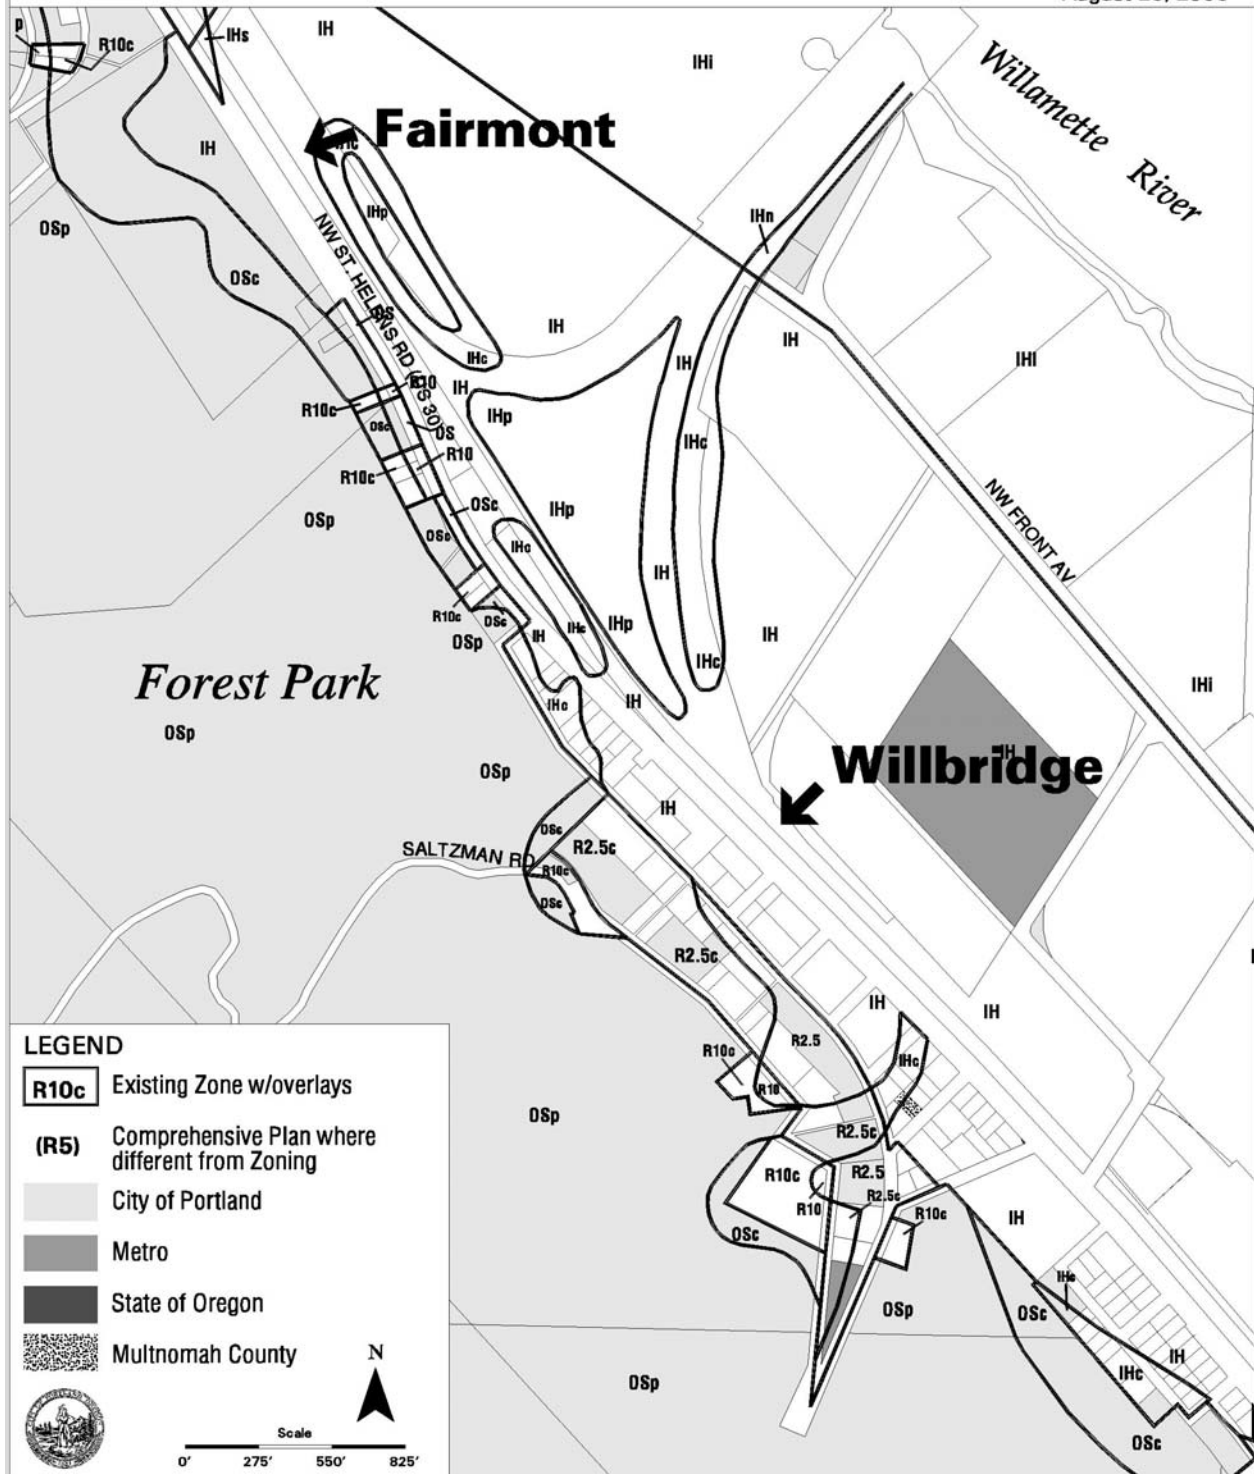 p
R10c
IHs
IH
IHi
Willamette
River
Fairmont
IH
IHp
IHn
OSp
OSc
NW ST. HELENS RD (US 30)
OS
IH
IHc
IH
IHi
IH
R10
IH
R10c
IHp
OSc
OS
IHc
R10
R10c
OSc
IHp
OSp
NW FRONT AV
OSc
IHc
IH
R10c
OSc
IHp
IHc
IH
OSp
IH
IHc
Forest Park
IHi
IHc
IH
OSp
OSp
IH
Willbridge
IH
OSc
R2.5c
SALTZMAN RD
R10c
OSc
R2.5c
IH
IH
LEGEND
R2.5
R10c
IHc
R10c
Existing Zone w/overlays
R10
OSp
(R5)
Comprehensive Plan where
different from Zoning
R2.5c
R10c
R2.5
City of Portland
R10
R2.5c
R10c
IH
OSc
Metro
IHc
State of Oregon
OSp
OSc
Multnomah County
IH
IHc
N
OSp
Scale
OSc
0' 275' 550' 825'